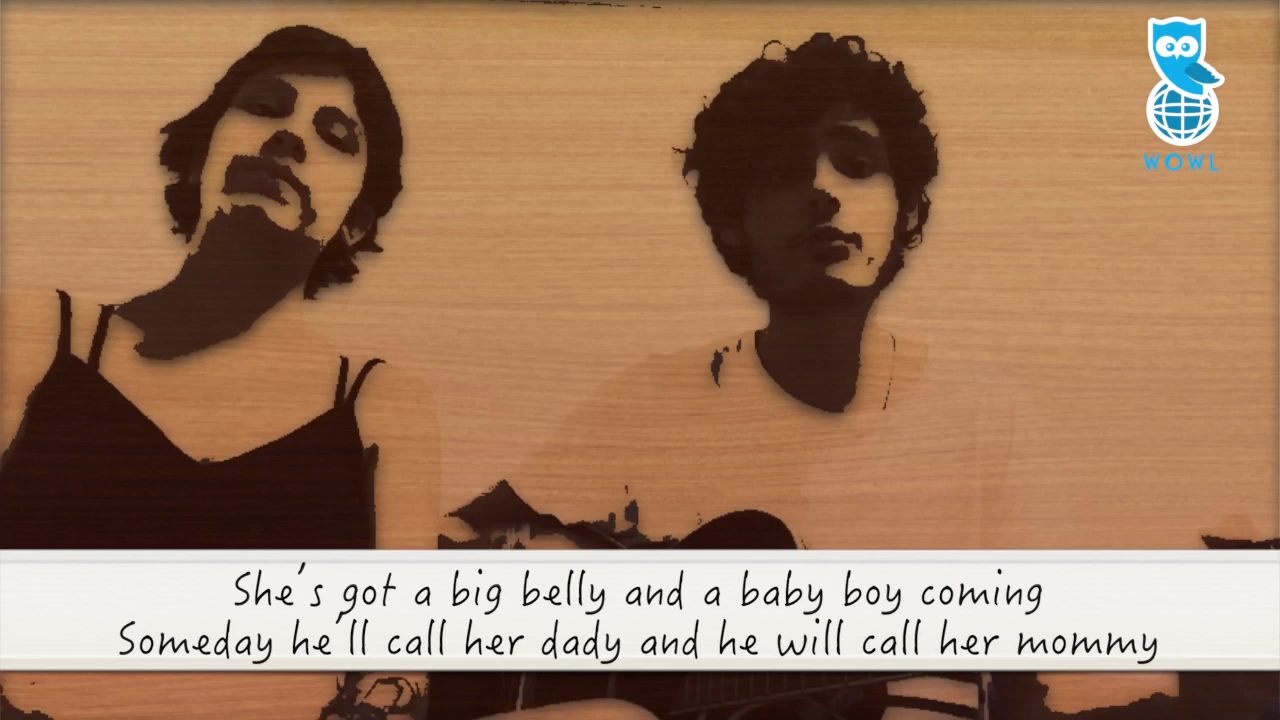 WOWL
She's got a big belly and a baby boy coming
Someday he'll call her dady and he will call her mommy